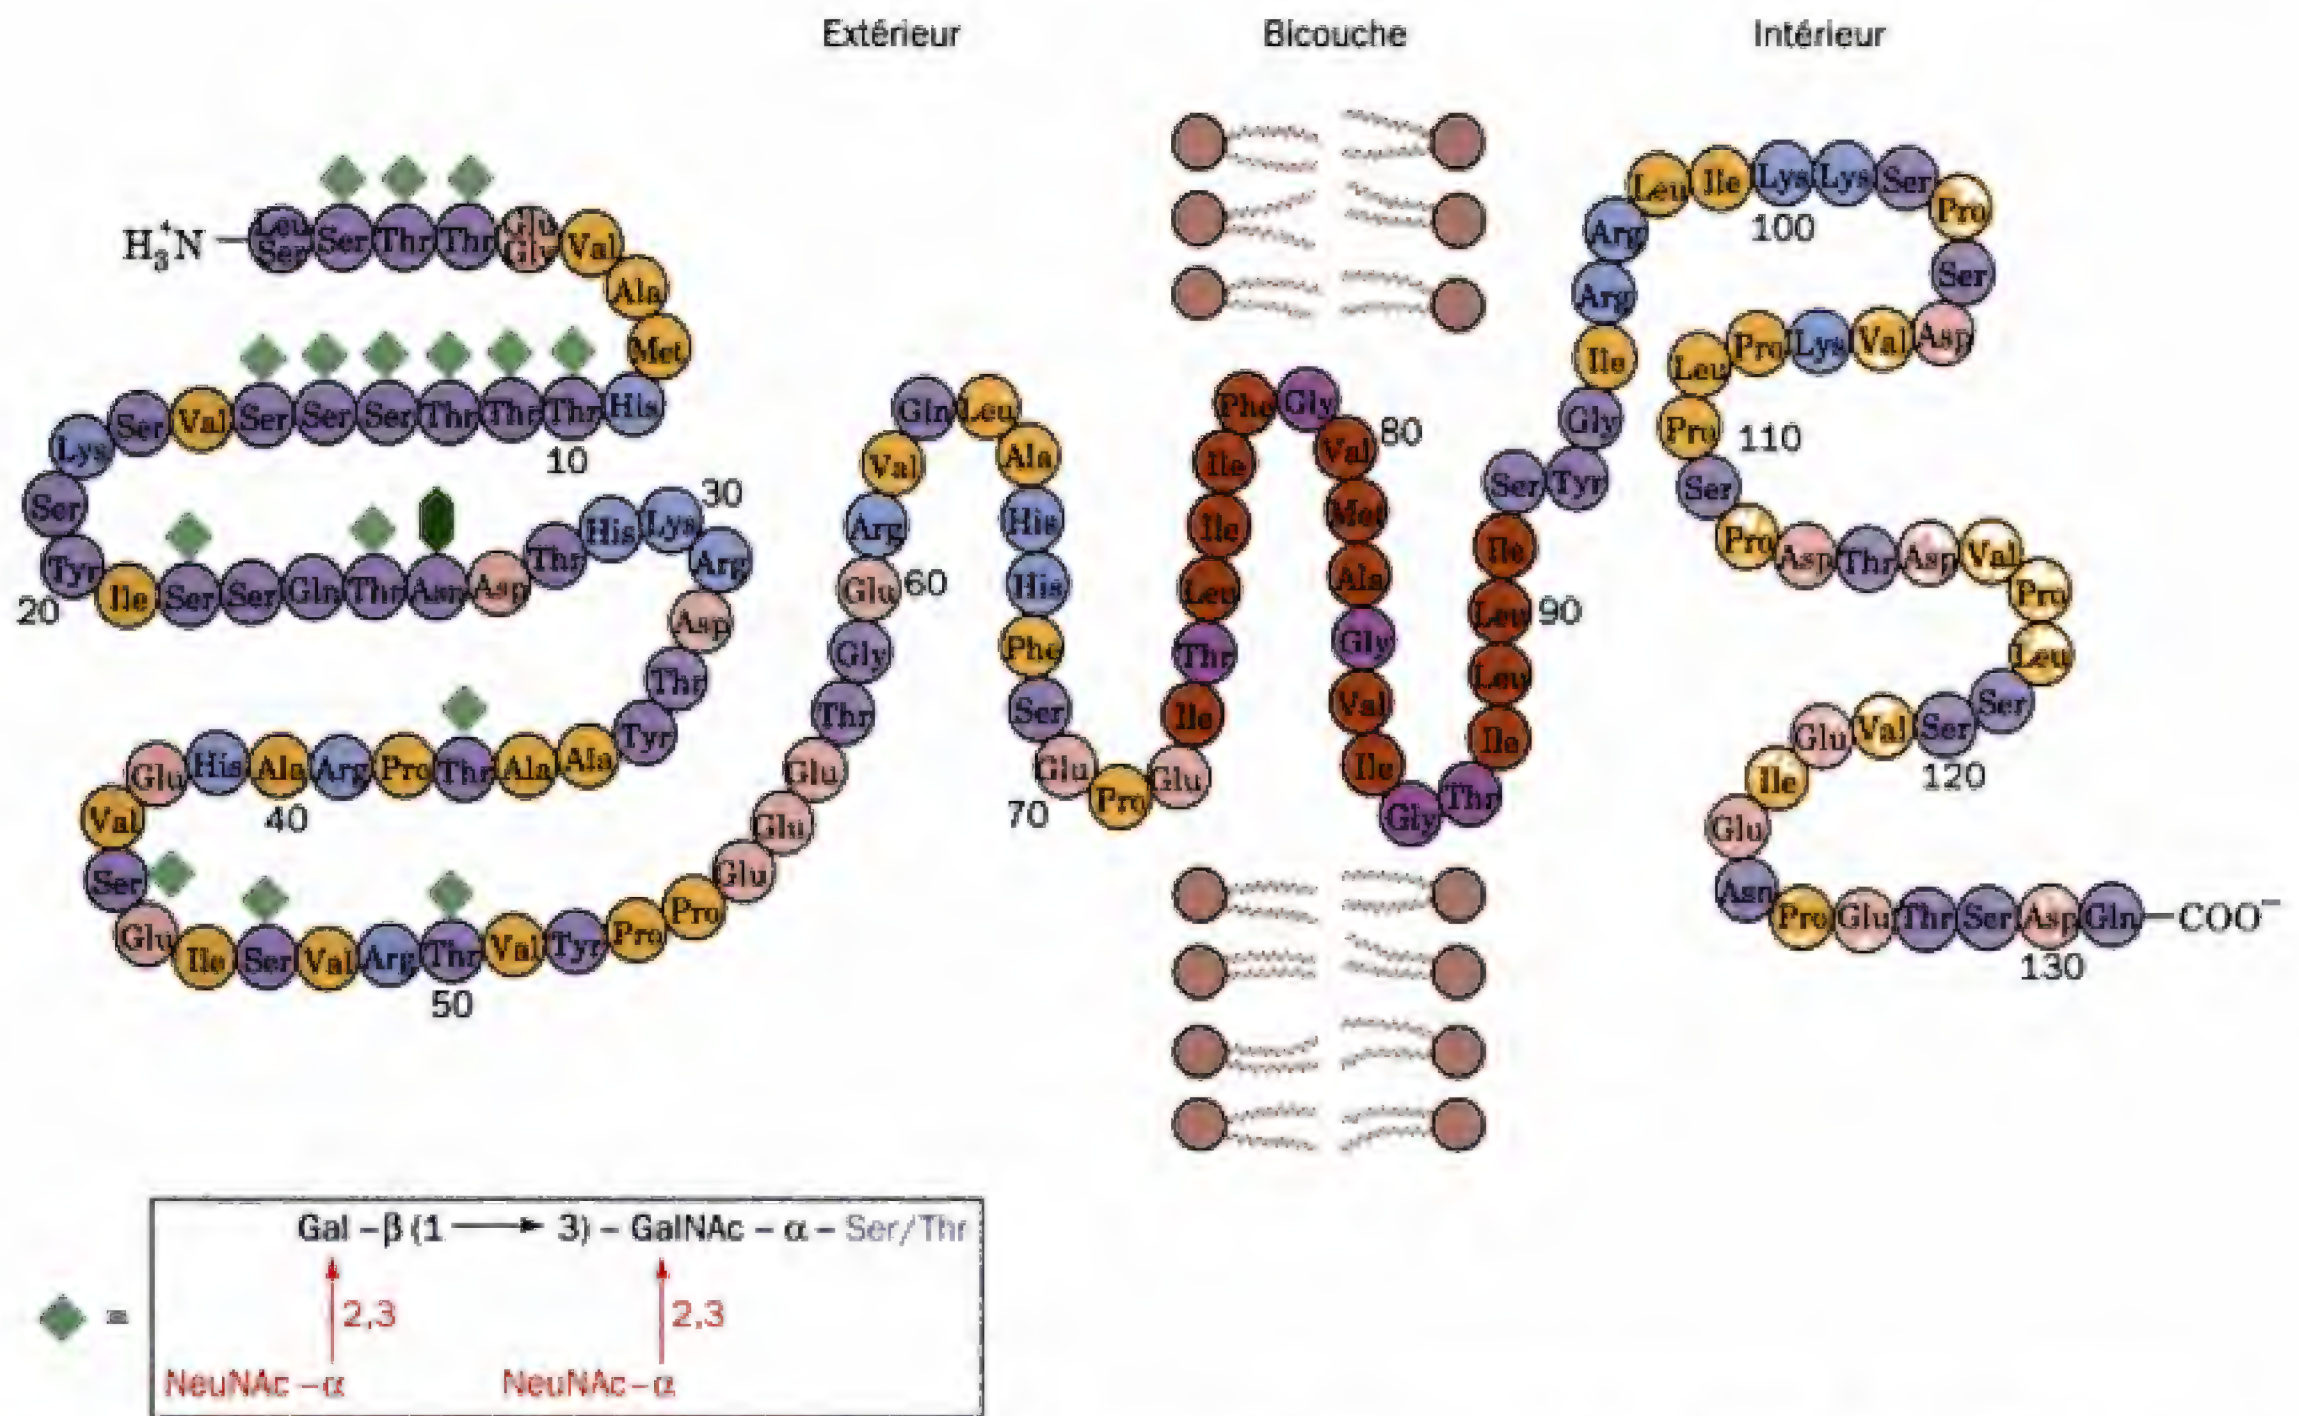 Extérieur Bicouche Intérieur
H₃⁺N – Leu/Ser Ser Thr Thr Glu/Gly Val
Ala
Met
Lys Ser Val Ser Ser Ser Thr Thr Thr His
10
Ser
Tyr
20
Ile Ser Ser Gln Thr Asn Asp Thr His Lys
30
Arg
Asp
Thr
Tyr
Glu His Ala Arg Pro Thr Ala Ala
40
Val
Ser
Glu Ile Ser Val Arg Thr Val Tyr Pro Pro
50
Glu
Glu
Glu
Thr
Gly
Glu 60
Arg
Val
Gln Leu
Ala
His
His
Phe
Ser
Glu
70
Pro Glu
Ile
Thr
Leu
Ile
Ile
Phe Gly
Val 80
Met
Ala
Gly
Val
Ile
Gly Thr
Ile
Leu
Leu 90
Ile
Ser Tyr
Gly
Ile
Arg
Arg
Leu Ile Lys Lys Ser
100
Pro
Ser
Leu Pro Lys Val Asp
Pro 110
Ser
Pro Asp Thr Asp Val
Pro
Leu
Glu Val Ser Ser
120
Ile
Glu
Asn
Pro Glu Thr Ser Asp Gln – COO⁻
130
Gal – β (1 → 3) – GalNAc – α – Ser/Thr
=
2,3 2,3
NeuNAc – α NeuNAc – α